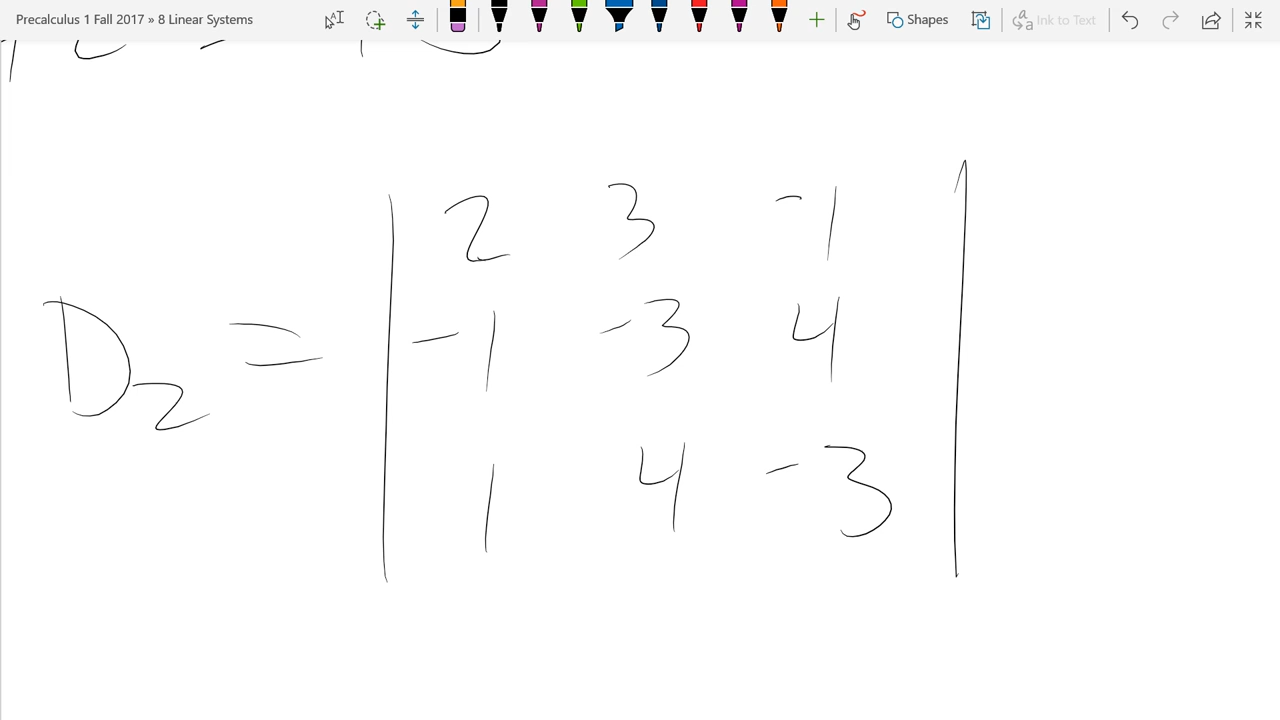 Precalculus 1 Fall 2017 » 8 Linear Systems
Shapes
Ink to Text
2 3 -1
D2 = -1 -3 4
1 4 -3